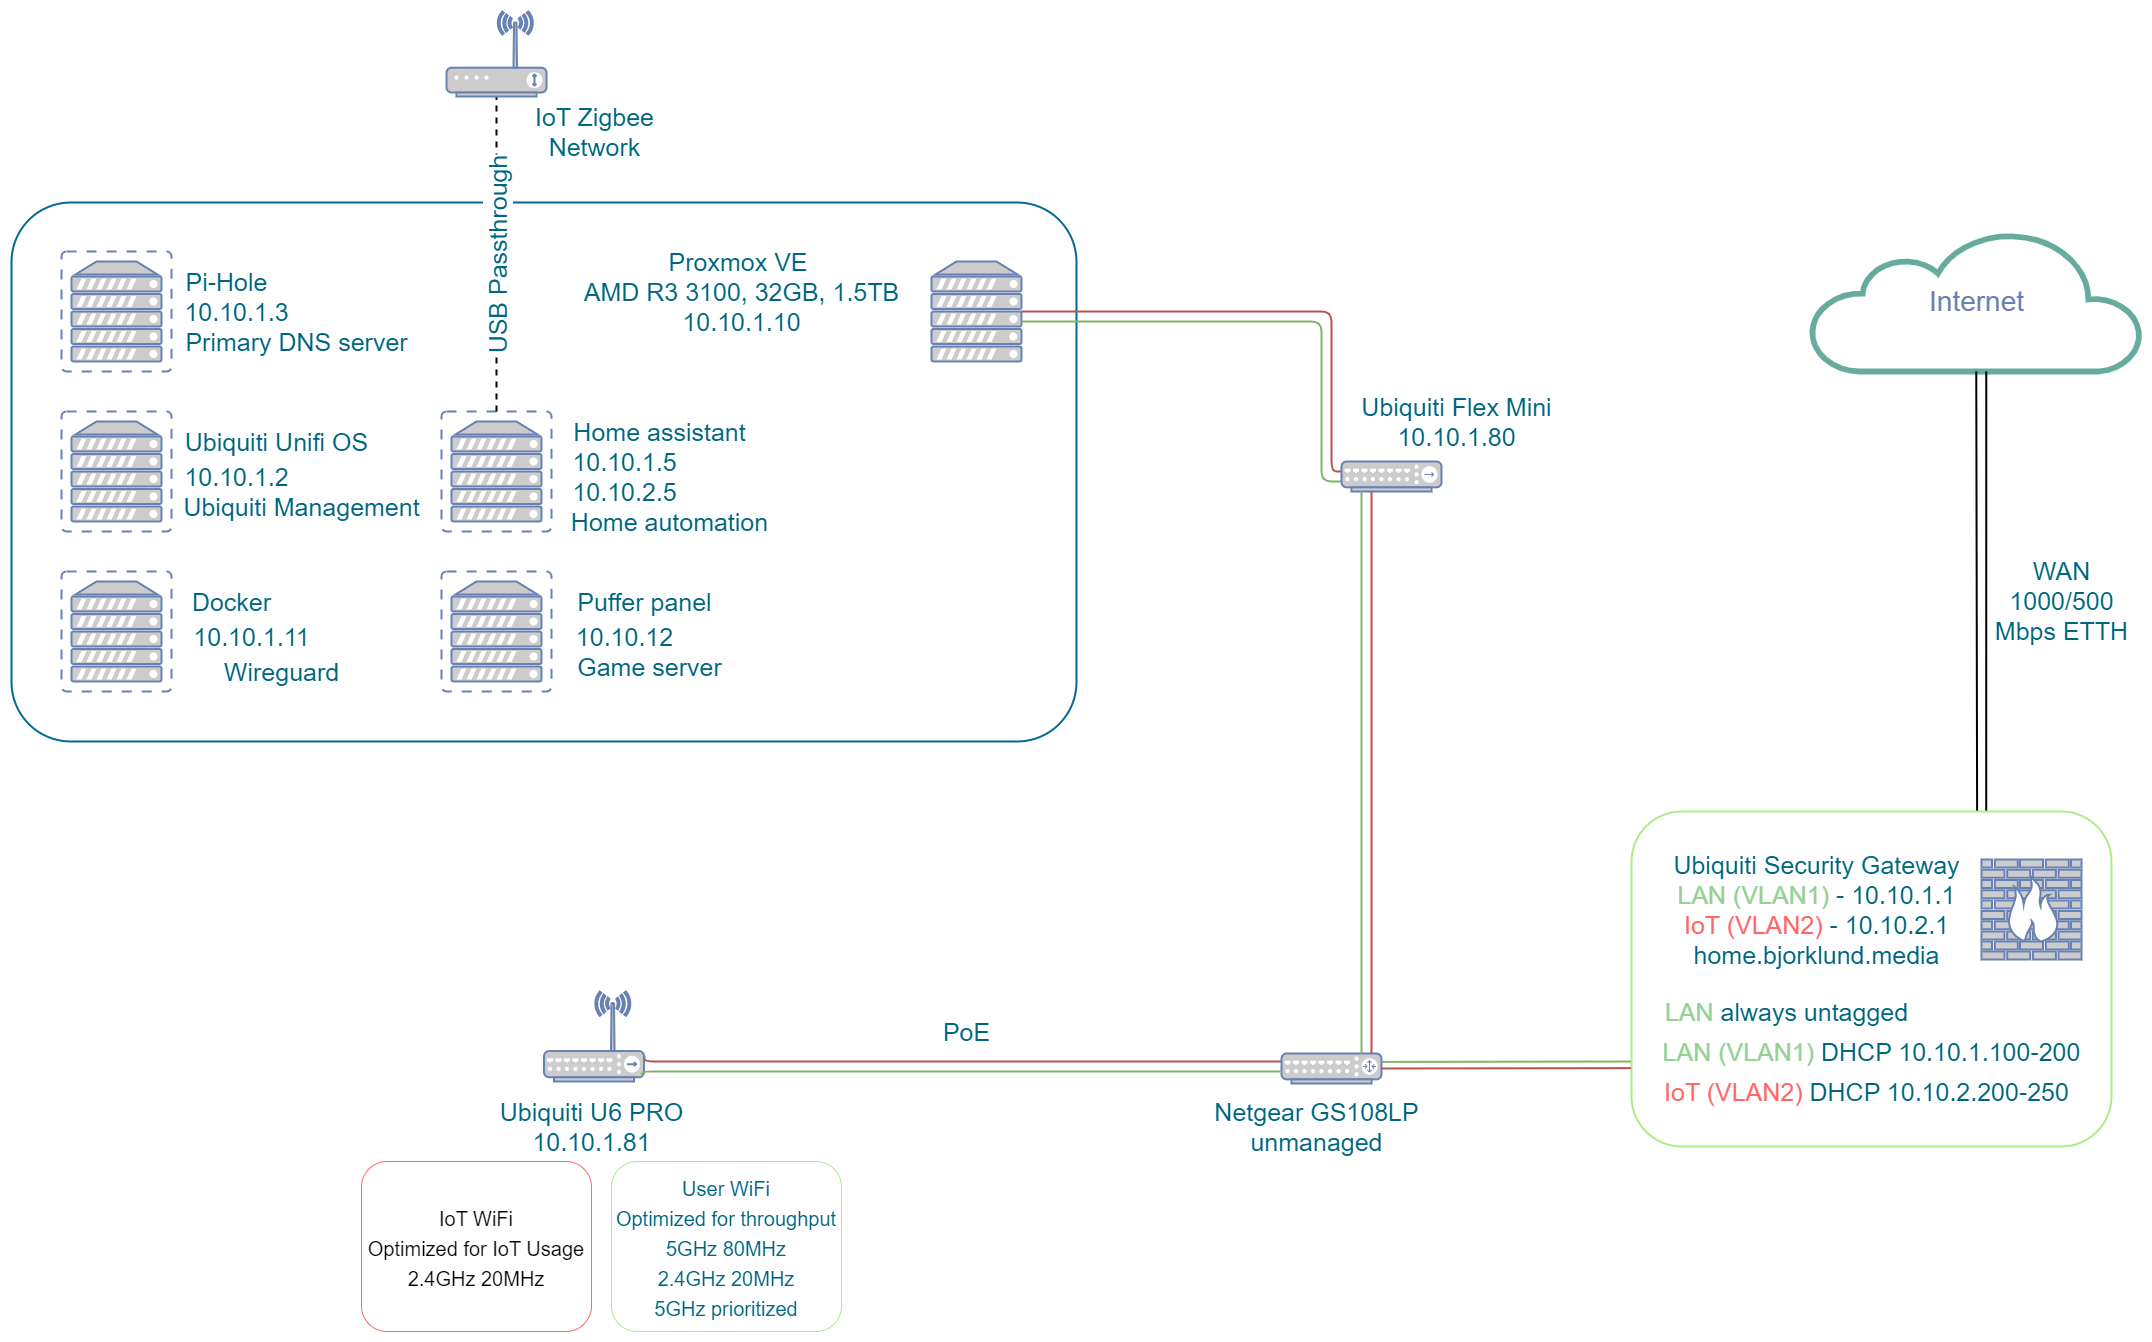 IoT Zigbee
Network
USB Passthrough
Pi-Hole
10.10.1.3
Primary DNS server
Proxmox VE
AMD R3 3100, 32GB, 1.5TB
10.10.1.10
Ubiquiti Unifi OS
10.10.1.2
Ubiquiti Management
Home assistant
10.10.1.5
10.10.2.5
Home automation
Docker
10.10.1.11
Wireguard
Puffer panel
10.10.12
Game server
Ubiquiti Flex Mini
10.10.1.80
Internet
WAN
1000/500
Mbps ETTH
Ubiquiti Security Gateway
LAN (VLAN1) - 10.10.1.1
IoT (VLAN2) - 10.10.2.1
home.bjorklund.media
LAN always untagged
LAN (VLAN1) DHCP 10.10.1.100-200
IoT (VLAN2) DHCP 10.10.2.200-250
PoE
Ubiquiti U6 PRO
10.10.1.81
Netgear GS108LP
unmanaged
IoT WiFi
Optimized for IoT Usage
2.4GHz 20MHz
User WiFi
Optimized for throughput
5GHz 80MHz
2.4GHz 20MHz
5GHz prioritized